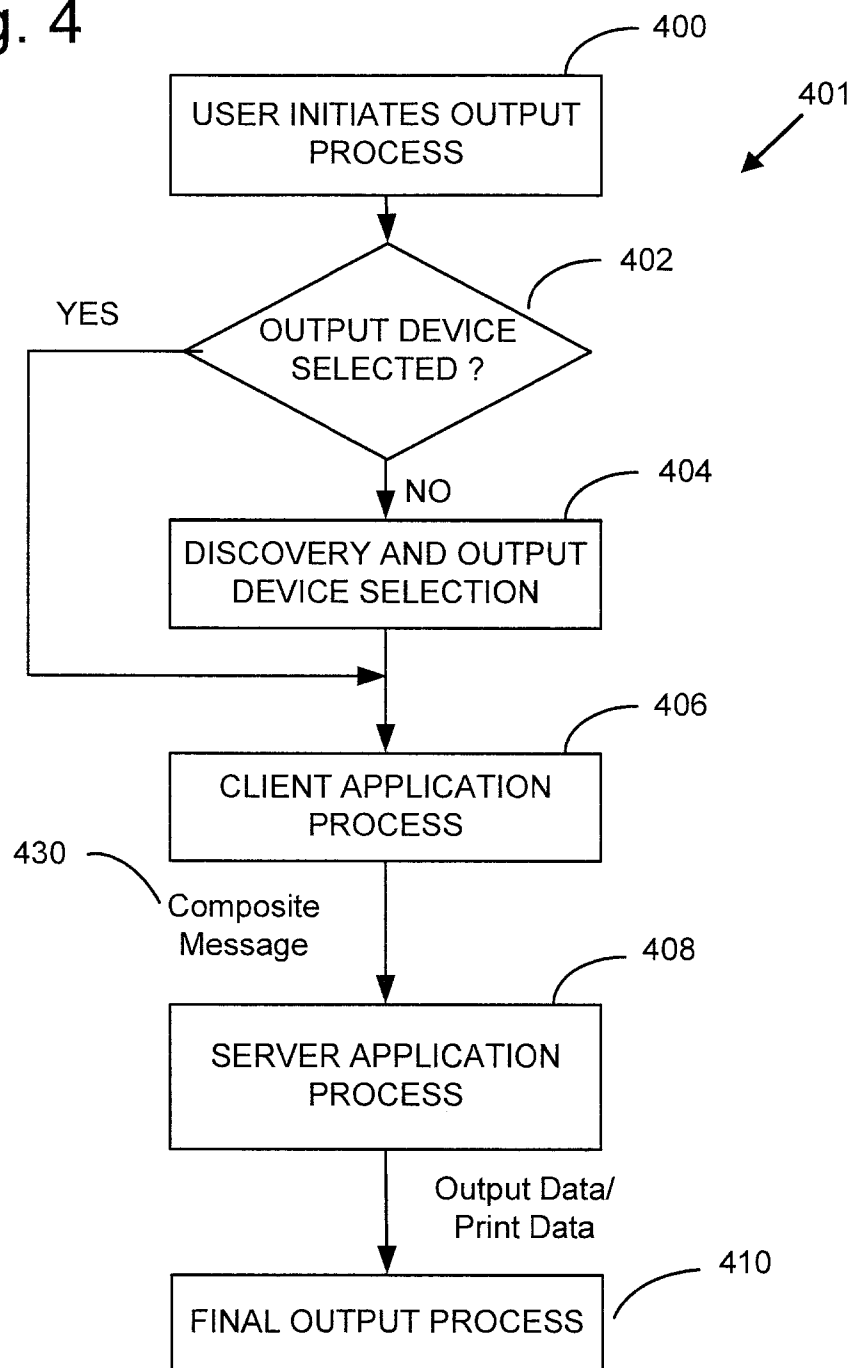 g. 4
400
401
USER INITIATES OUTPUT
PROCESS
402
YES
OUTPUT DEVICE
SELECTED ?
NO
404
DISCOVERY AND OUTPUT
DEVICE SELECTION
406
CLIENT APPLICATION
PROCESS
430
Composite
Message
408
SERVER APPLICATION
PROCESS
Output Data/
Print Data
410
FINAL OUTPUT PROCESS